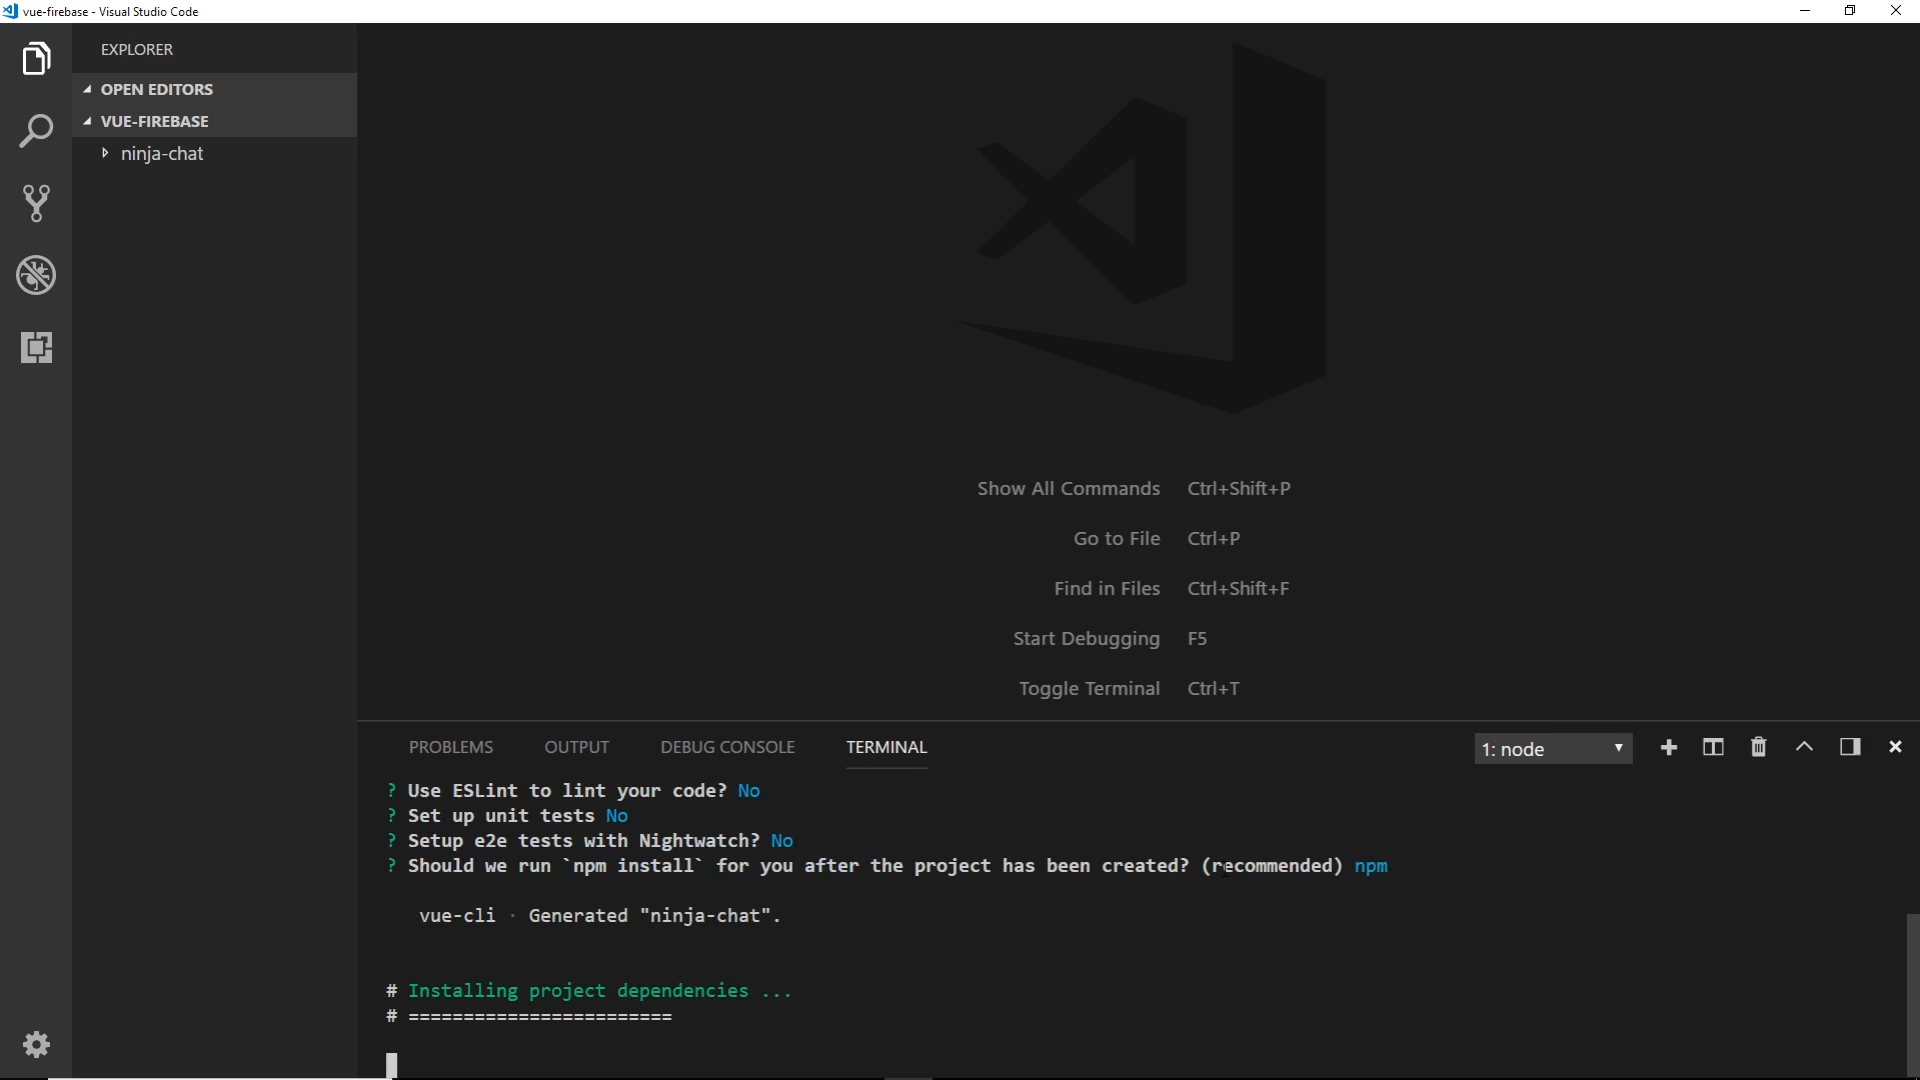 vue-firebase - Visual Studio Code
EXPLORER
OPEN EDITORS
VUE-FIREBASE
ninja-chat
Show All Commands Ctrl+Shift+P
Go to File Ctrl+P
Find in Files Ctrl+Shift+F
Start Debugging F5
Toggle Terminal Ctrl+T
PROBLEMS OUTPUT DEBUG CONSOLE TERMINAL 1: node
? Use ESLint to lint your code? No
? Set up unit tests No
? Setup e2e tests with Nightwatch? No
? Should we run `npm install` for you after the project has been created? (recommended) npm
vue-cli · Generated "ninja-chat".
# Installing project dependencies ...
# ========================